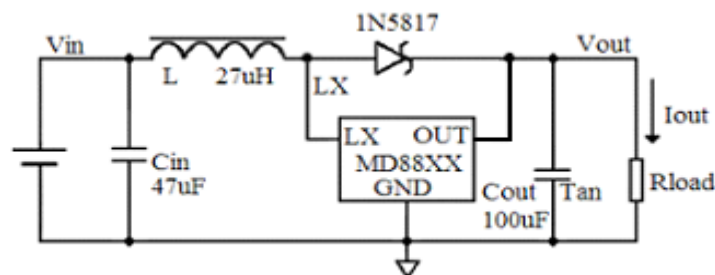 1N5817
Vin
Vout
L 27uH
LX
Iout
LX OUT
MD88XX
GND
Cin
47uF
Cout Tan
100uF
Rload